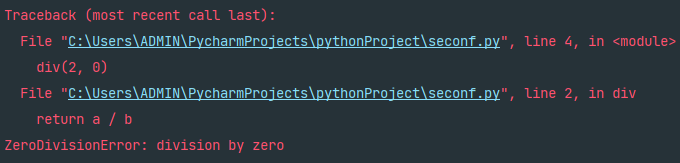 Traceback (most recent call last):
  File "C:\Users\ADMIN\PycharmProjects\pythonProject\seconf.py", line 4, in <module>
    div(2, 0)
  File "C:\Users\ADMIN\PycharmProjects\pythonProject\seconf.py", line 2, in div
    return a / b
ZeroDivisionError: division by zero